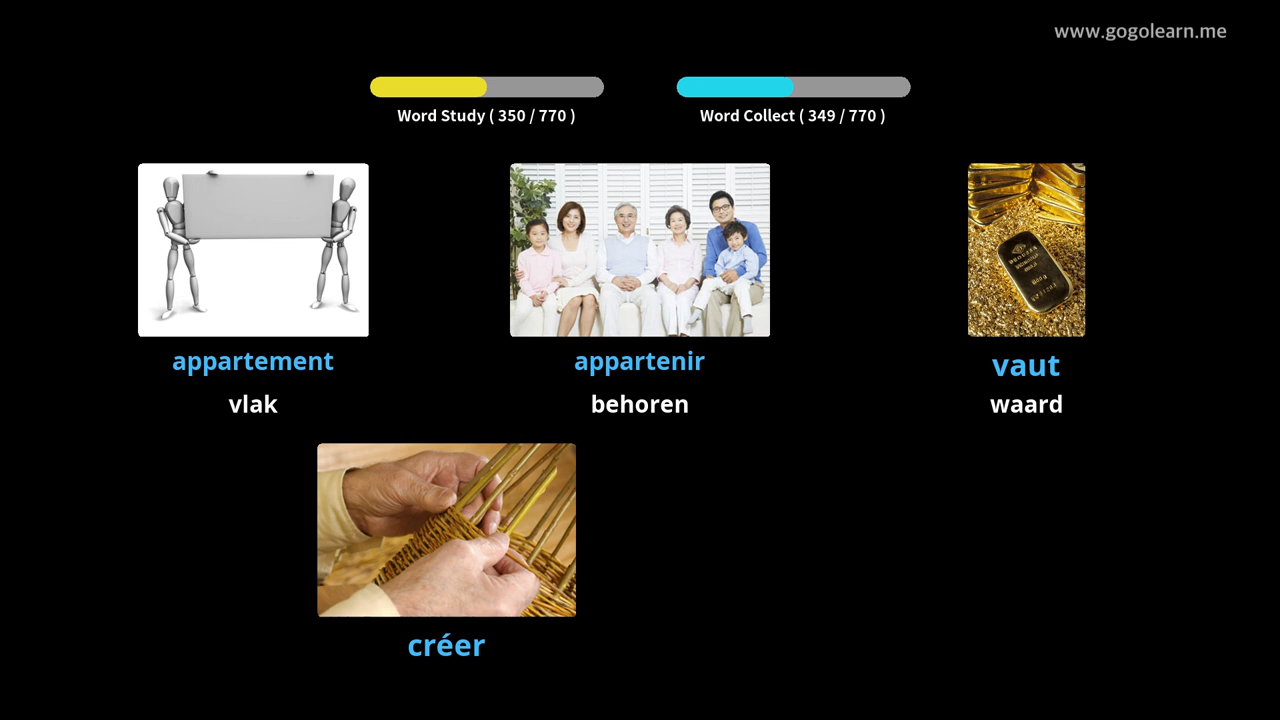 www.gogolearn.me
Word Study ( 350 / 770 )
Word Collect ( 349 / 770 )
appartement
appartenir
vaut
vlak
behoren
waard
créer